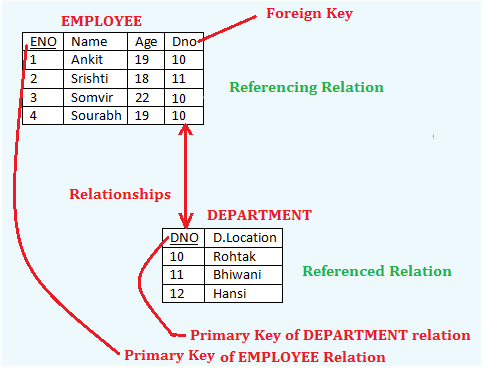 EMPLOYEE
Foreign Key
ENO Name Age Dno
1 Ankit 19 10
2 Srishti 18 11
3 Somvir 22 10
4 Sourabh 19 10
Referencing Relation
Relationships
DEPARTMENT
DNO D.Location
10 Rohtak
11 Bhiwani
12 Hansi
Referenced Relation
Primary Key of DEPARTMENT relation
Primary Key of EMPLOYEE Relation